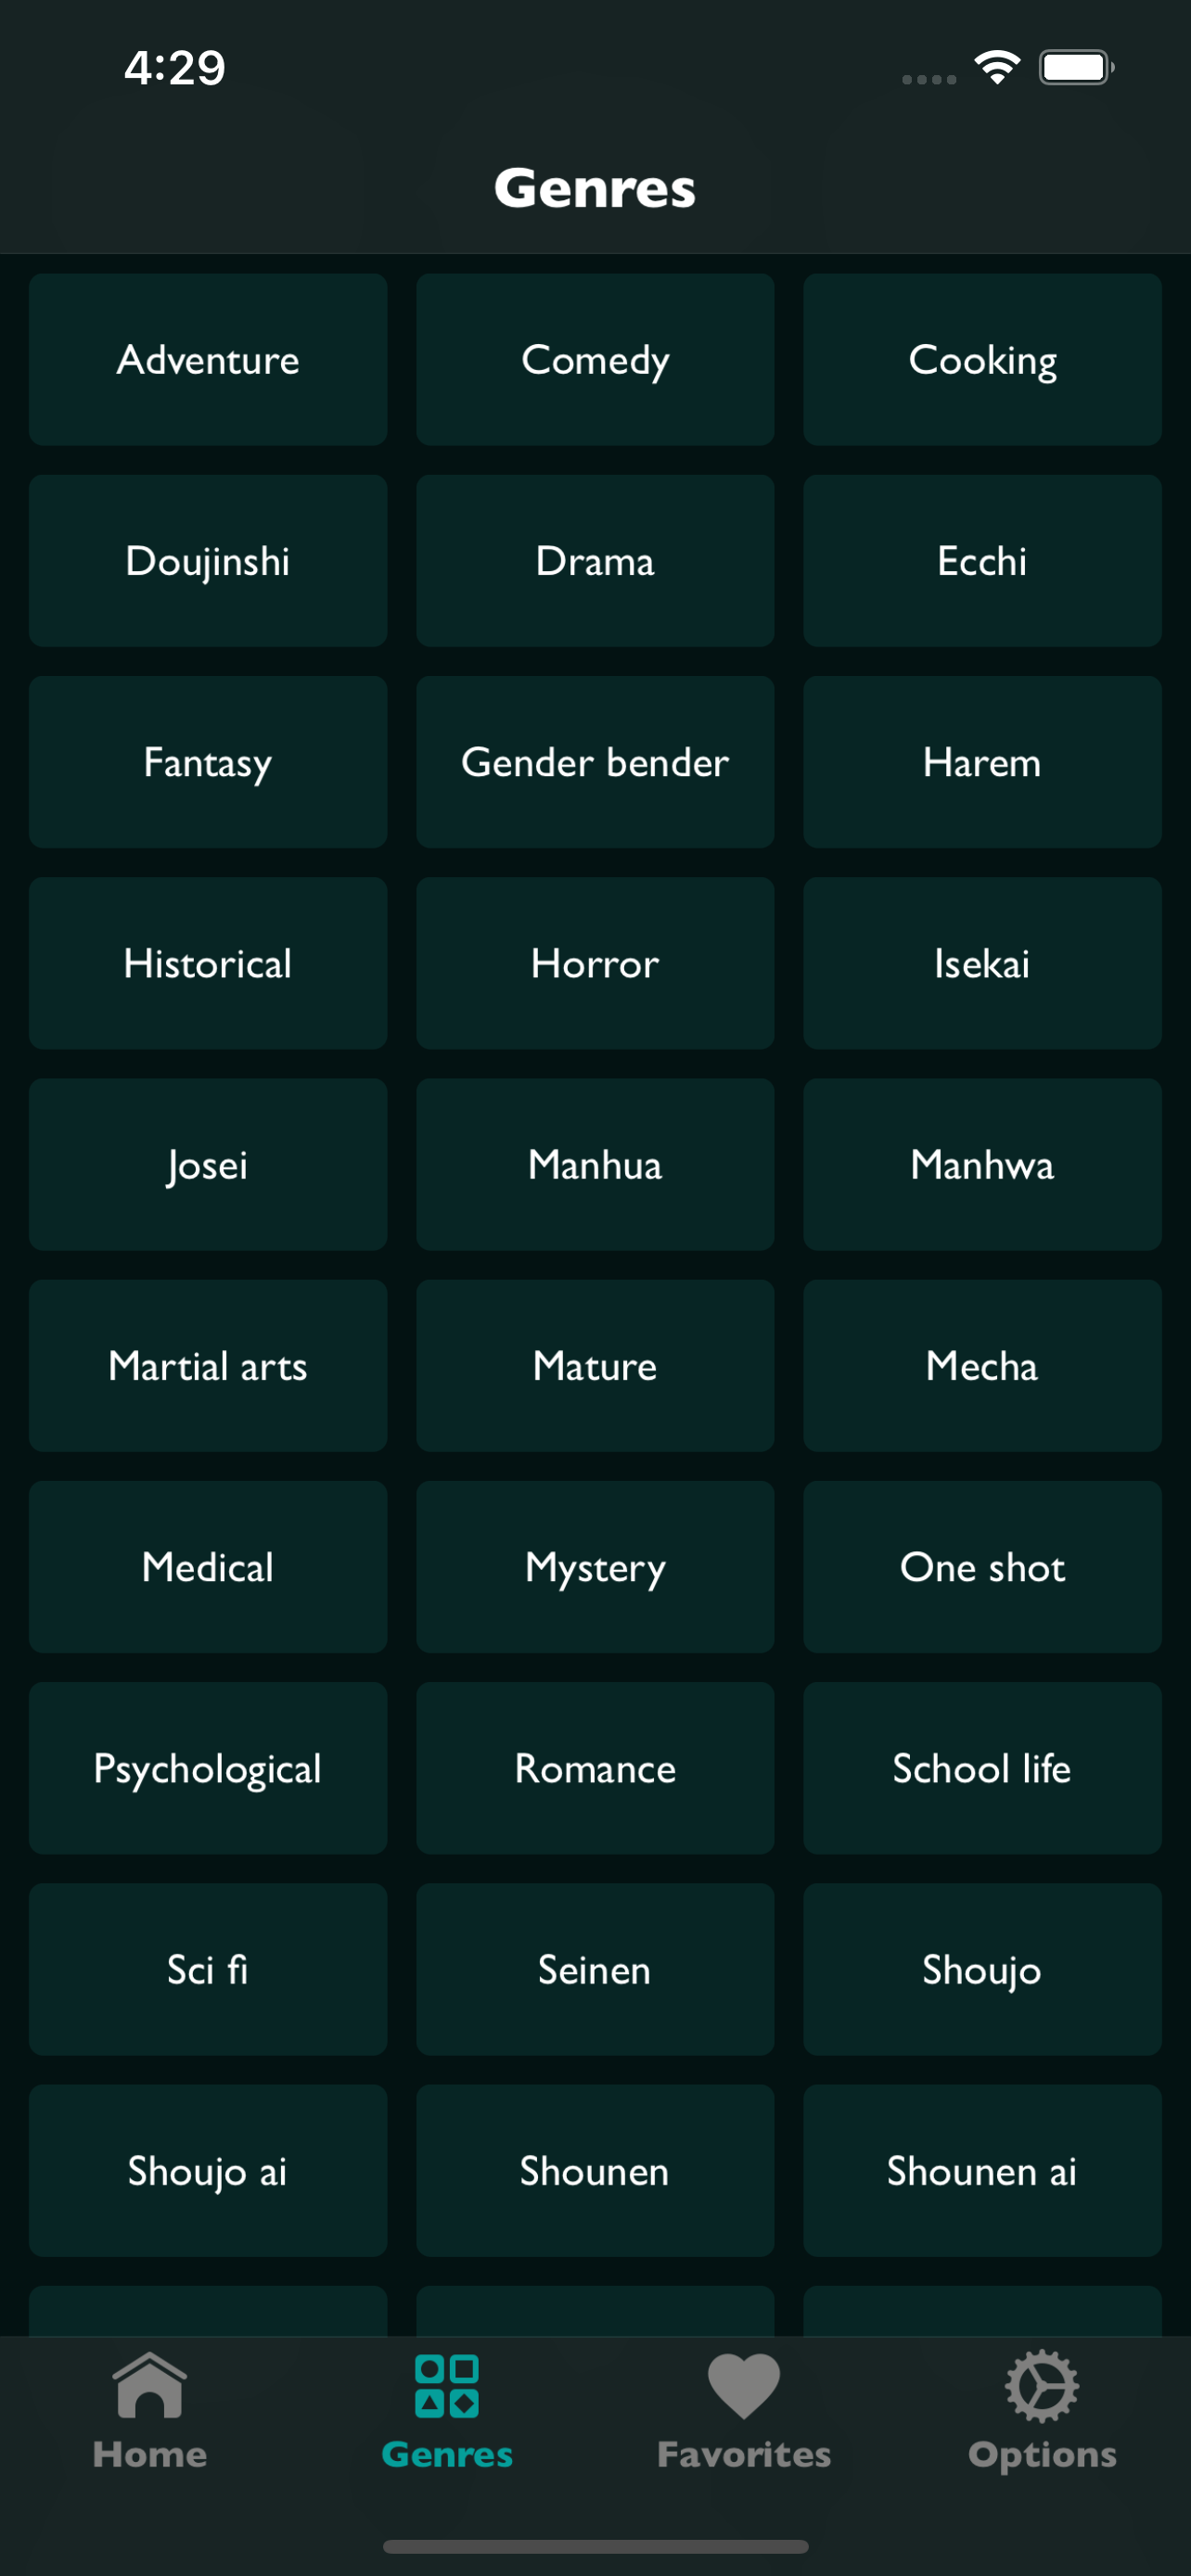 4:29
Genres
Adventure
Comedy
Cooking
Doujinshi
Drama
Ecchi
Fantasy
Gender bender
Harem
Historical
Horror
Isekai
Josei
Manhua
Manhwa
Martial arts
Mature
Mecha
Medical
Mystery
One shot
Psychological
Romance
School life
Sci fi
Seinen
Shoujo
Shoujo ai
Shounen
Shounen ai
Home
Genres
Favorites
Options